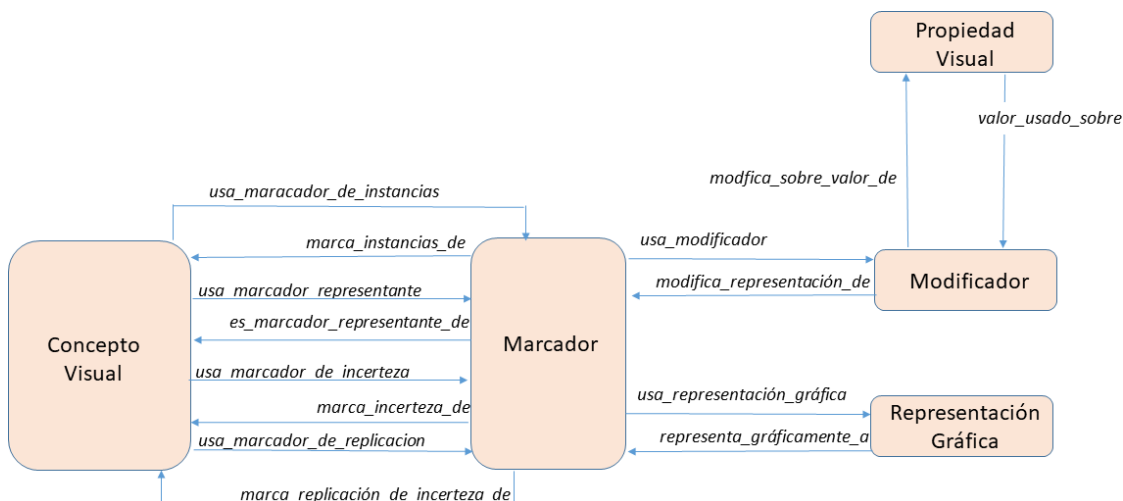 Propiedad
Visual
valor_usado_sobre
modfica_sobre_valor_de
usa_maracador_de_instancias
marca_instancias_de
usa_modificador
usa_marcador_representante
modifica_representación_de
Modificador
es_marcador_representante_de
Concepto
Visual
Marcador
usa_marcador_de_incerteza
marca_incerteza_de
usa_representación_gráfica
Representación
Gráfica
usa_marcador_de_replicacion
representa_gráficamente_a
marca_replicación_de_incerteza_de